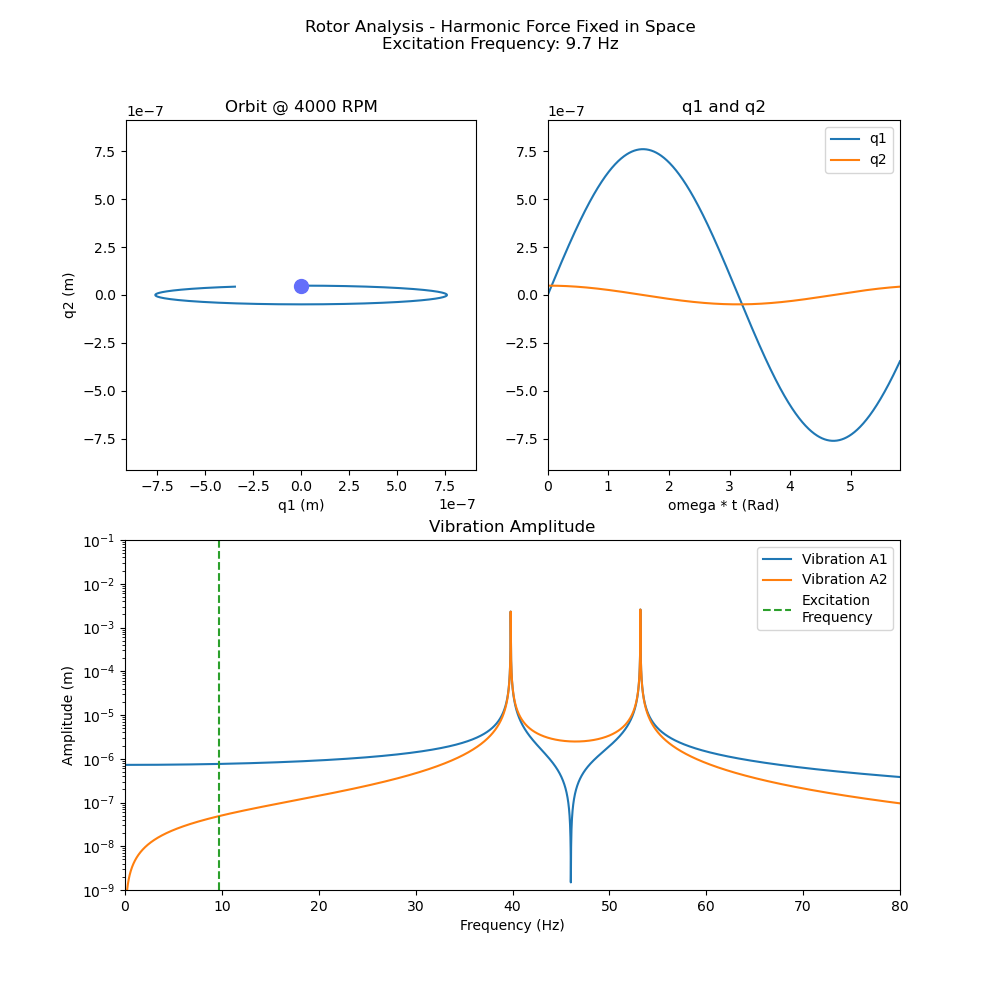 Rotor Analysis - Harmonic Force Fixed in Space
Excitation Frequency: 9.7 Hz
Orbit @ 4000 RPM
1e−7
7.5
5.0
2.5
0.0
−2.5
−5.0
−7.5
q2 (m)
−7.5 −5.0 −2.5 0.0 2.5 5.0 7.5
1e−7
q1 (m)
q1 and q2
1e−7
q1
q2
7.5
5.0
2.5
0.0
−2.5
−5.0
−7.5
0 1 2 3 4 5
omega * t (Rad)
Vibration Amplitude
Vibration A1
Vibration A2
Excitation
Frequency
10⁻¹
10⁻²
10⁻³
10⁻⁴
10⁻⁵
10⁻⁶
10⁻⁷
10⁻⁸
10⁻⁹
Amplitude (m)
0 10 20 30 40 50 60 70 80
Frequency (Hz)